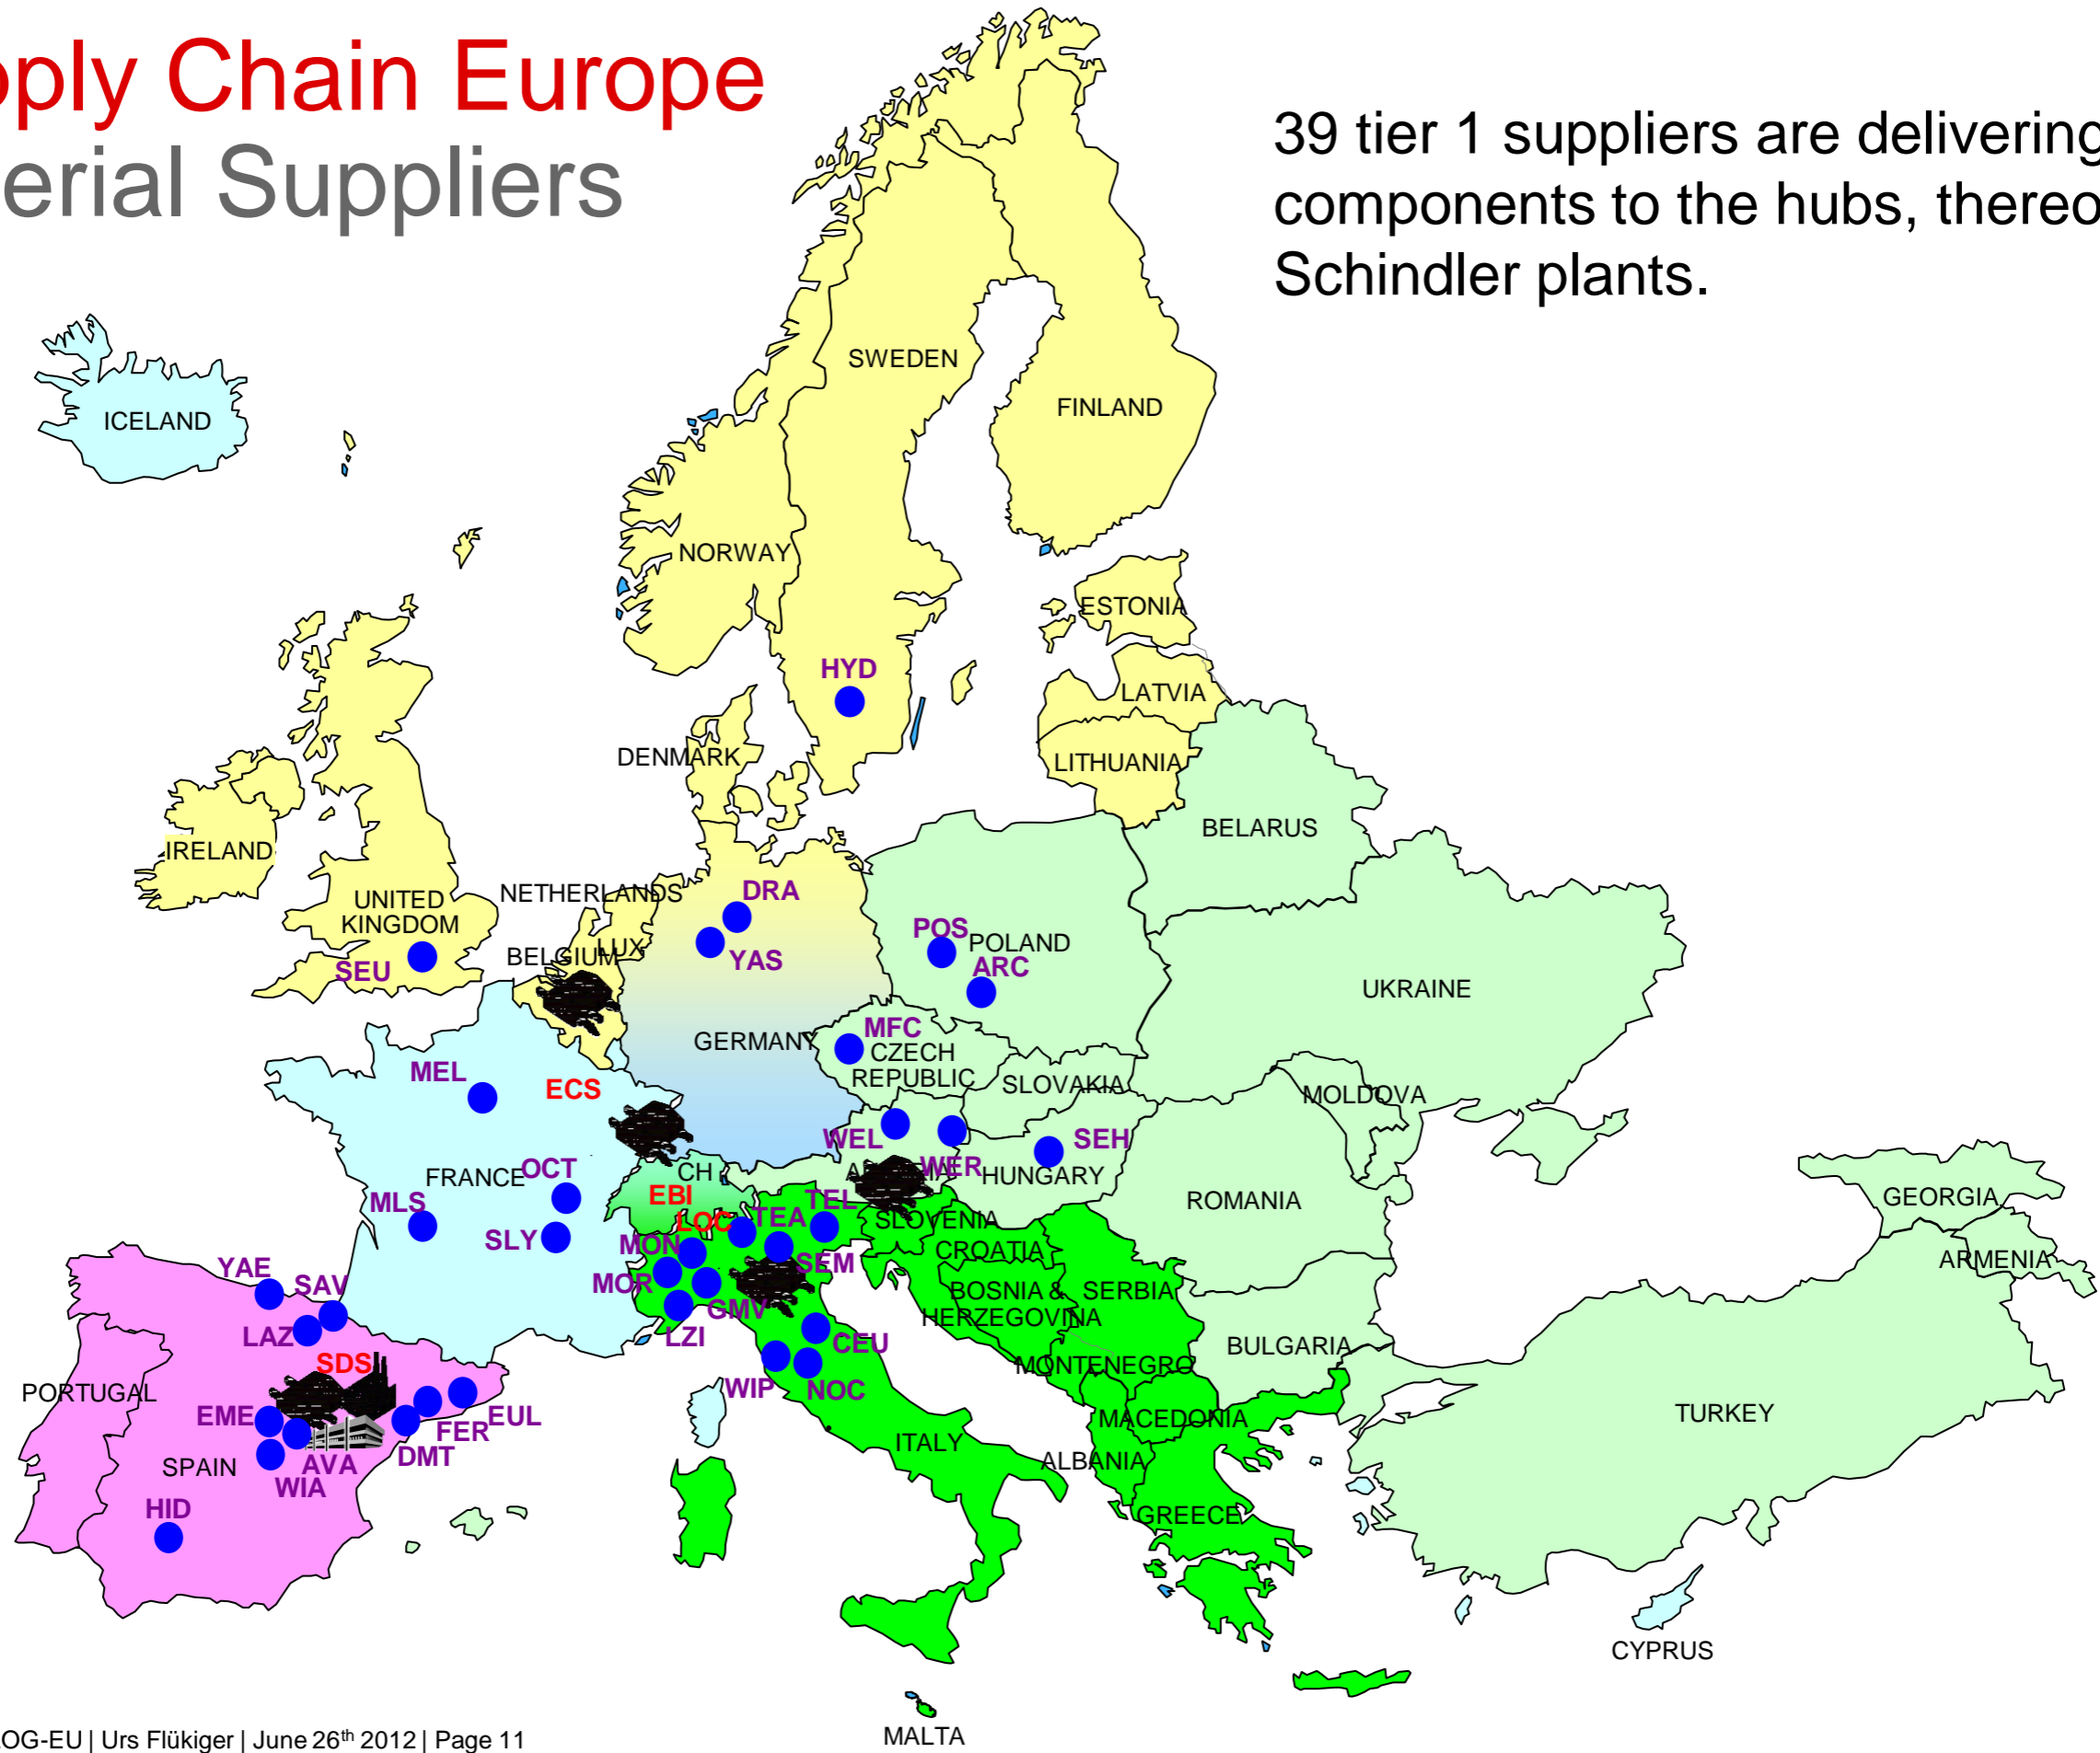 pply Chain Europe
erial Suppliers
39 tier 1 suppliers are delivering
components to the hubs, thereo
Schindler plants.
ICELAND
SWEDEN
FINLAND
NORWAY
ESTONIA
HYD
LATVIA
DENMARK
LITHUANIA
BELARUS
IRELAND
UNITED
KINGDOM
NETHERLANDS
DRA
POS
POLAND
SEU
BELGIUM
LUX
YAS
ARC
UKRAINE
GERMANY
MFC
CZECH
REPUBLIC
MEL
ECS
SLOVAKIA
MOLDOVA
WEL
WER
SEH
AUSTRIA
HUNGARY
FRANCE
OCT
CH
EBI
ROMANIA
GEORGIA
MLS
SLY
LOC
TEA
TEL
SLOVENIA
MON
SEM
CROATIA
ARMENIA
YAE
SAV
MOR
GMV
BOSNIA &
HERZEGOVINA
SERBIA
LAZ
LZI
CEU
BULGARIA
SDS
MONTENEGRO
PORTUGAL
WIP
NOC
EME
EUL
FER
MACEDONIA
TURKEY
SPAIN
AVA
DMT
ITALY
ALBANIA
WIA
HID
GREECE
CYPRUS
MALTA
OG-EU | Urs Flükiger | June 26th 2012 | Page 11